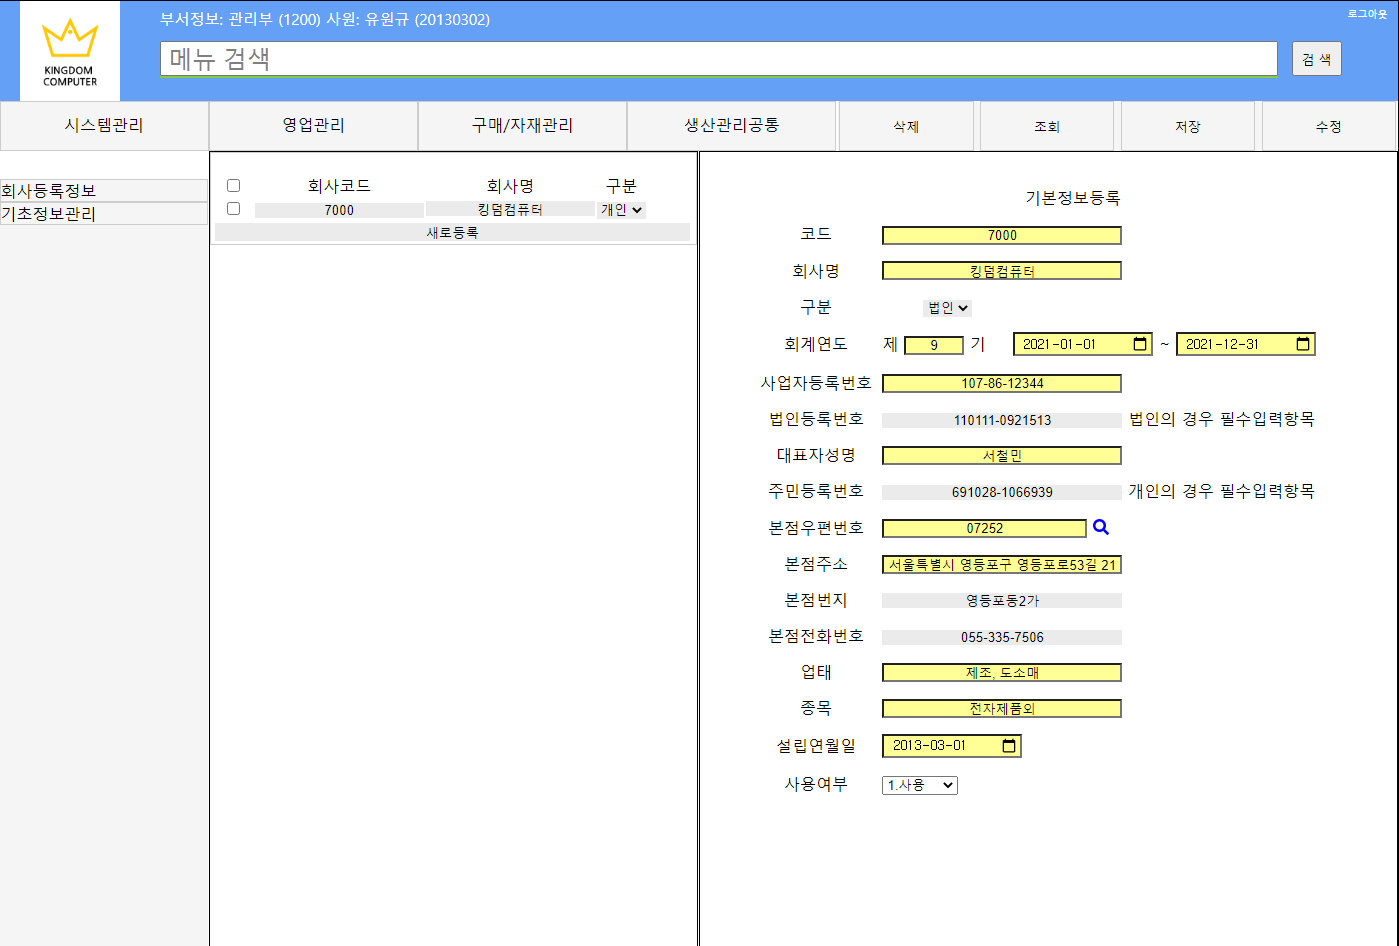 부서정보: 관리부 (1200) 사원: 유원규 (20130302)
로그아웃
KINGDOM
COMPUTER
메뉴 검색
검 색
시스템관리 영업관리 구매/자재관리 생산관리공통 삭제 조회 저장 수정
회사등록정보
기초정보관리
회사코드 회사명 구분
7000 킹덤컴퓨터 개인
새로등록
기본정보등록
코드 7000
회사명 킹덤컴퓨터
구분 법인
회계연도 제 9 기 2021-01-01 ~ 2021-12-31
사업자등록번호 107-86-12344
법인등록번호 110111-0921513 법인의 경우 필수입력항목
대표자성명 서철민
주민등록번호 691028-1066939 개인의 경우 필수입력항목
본점우편번호 07252
본점주소 서울특별시 영등포구 영등포로53길 21
본점번지 영등포동2가
본점전화번호 055-335-7506
업태 제조, 도소매
종목 전자제품외
설립연월일 2013-03-01
사용여부 1.사용